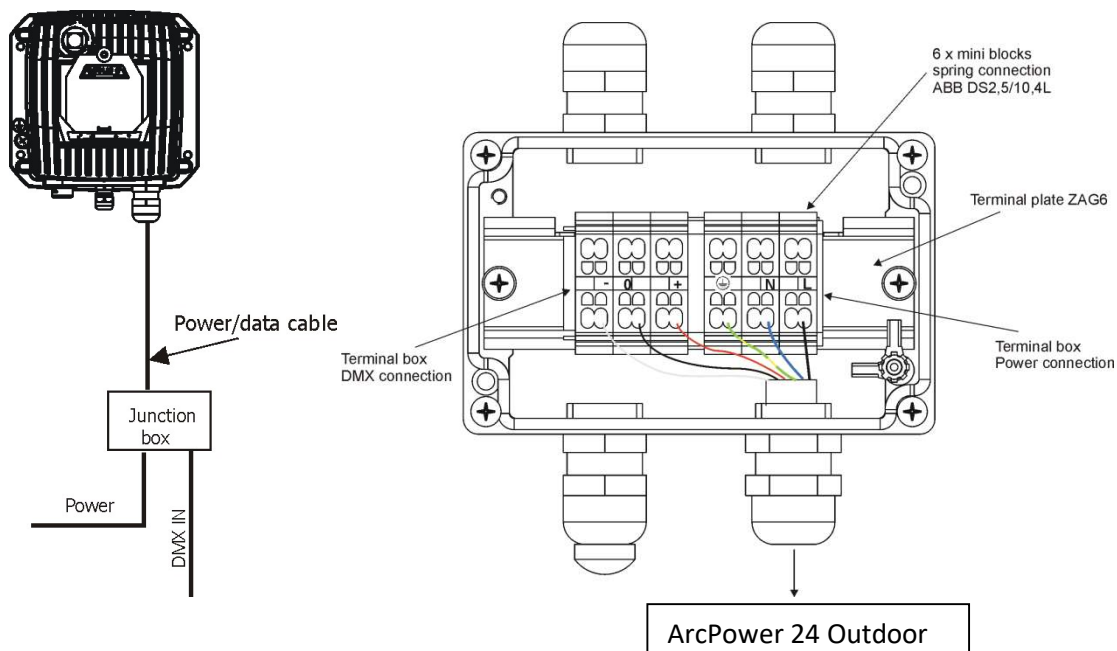 Power/data cable
Junction
box
Power
DMX IN
6 x mini blocks
spring connection
ABB DS2,5/10,4L
Terminal plate ZAG6
- 0 + N L
Terminal box
DMX connection
Terminal box
Power connection
ArcPower 24 Outdoor